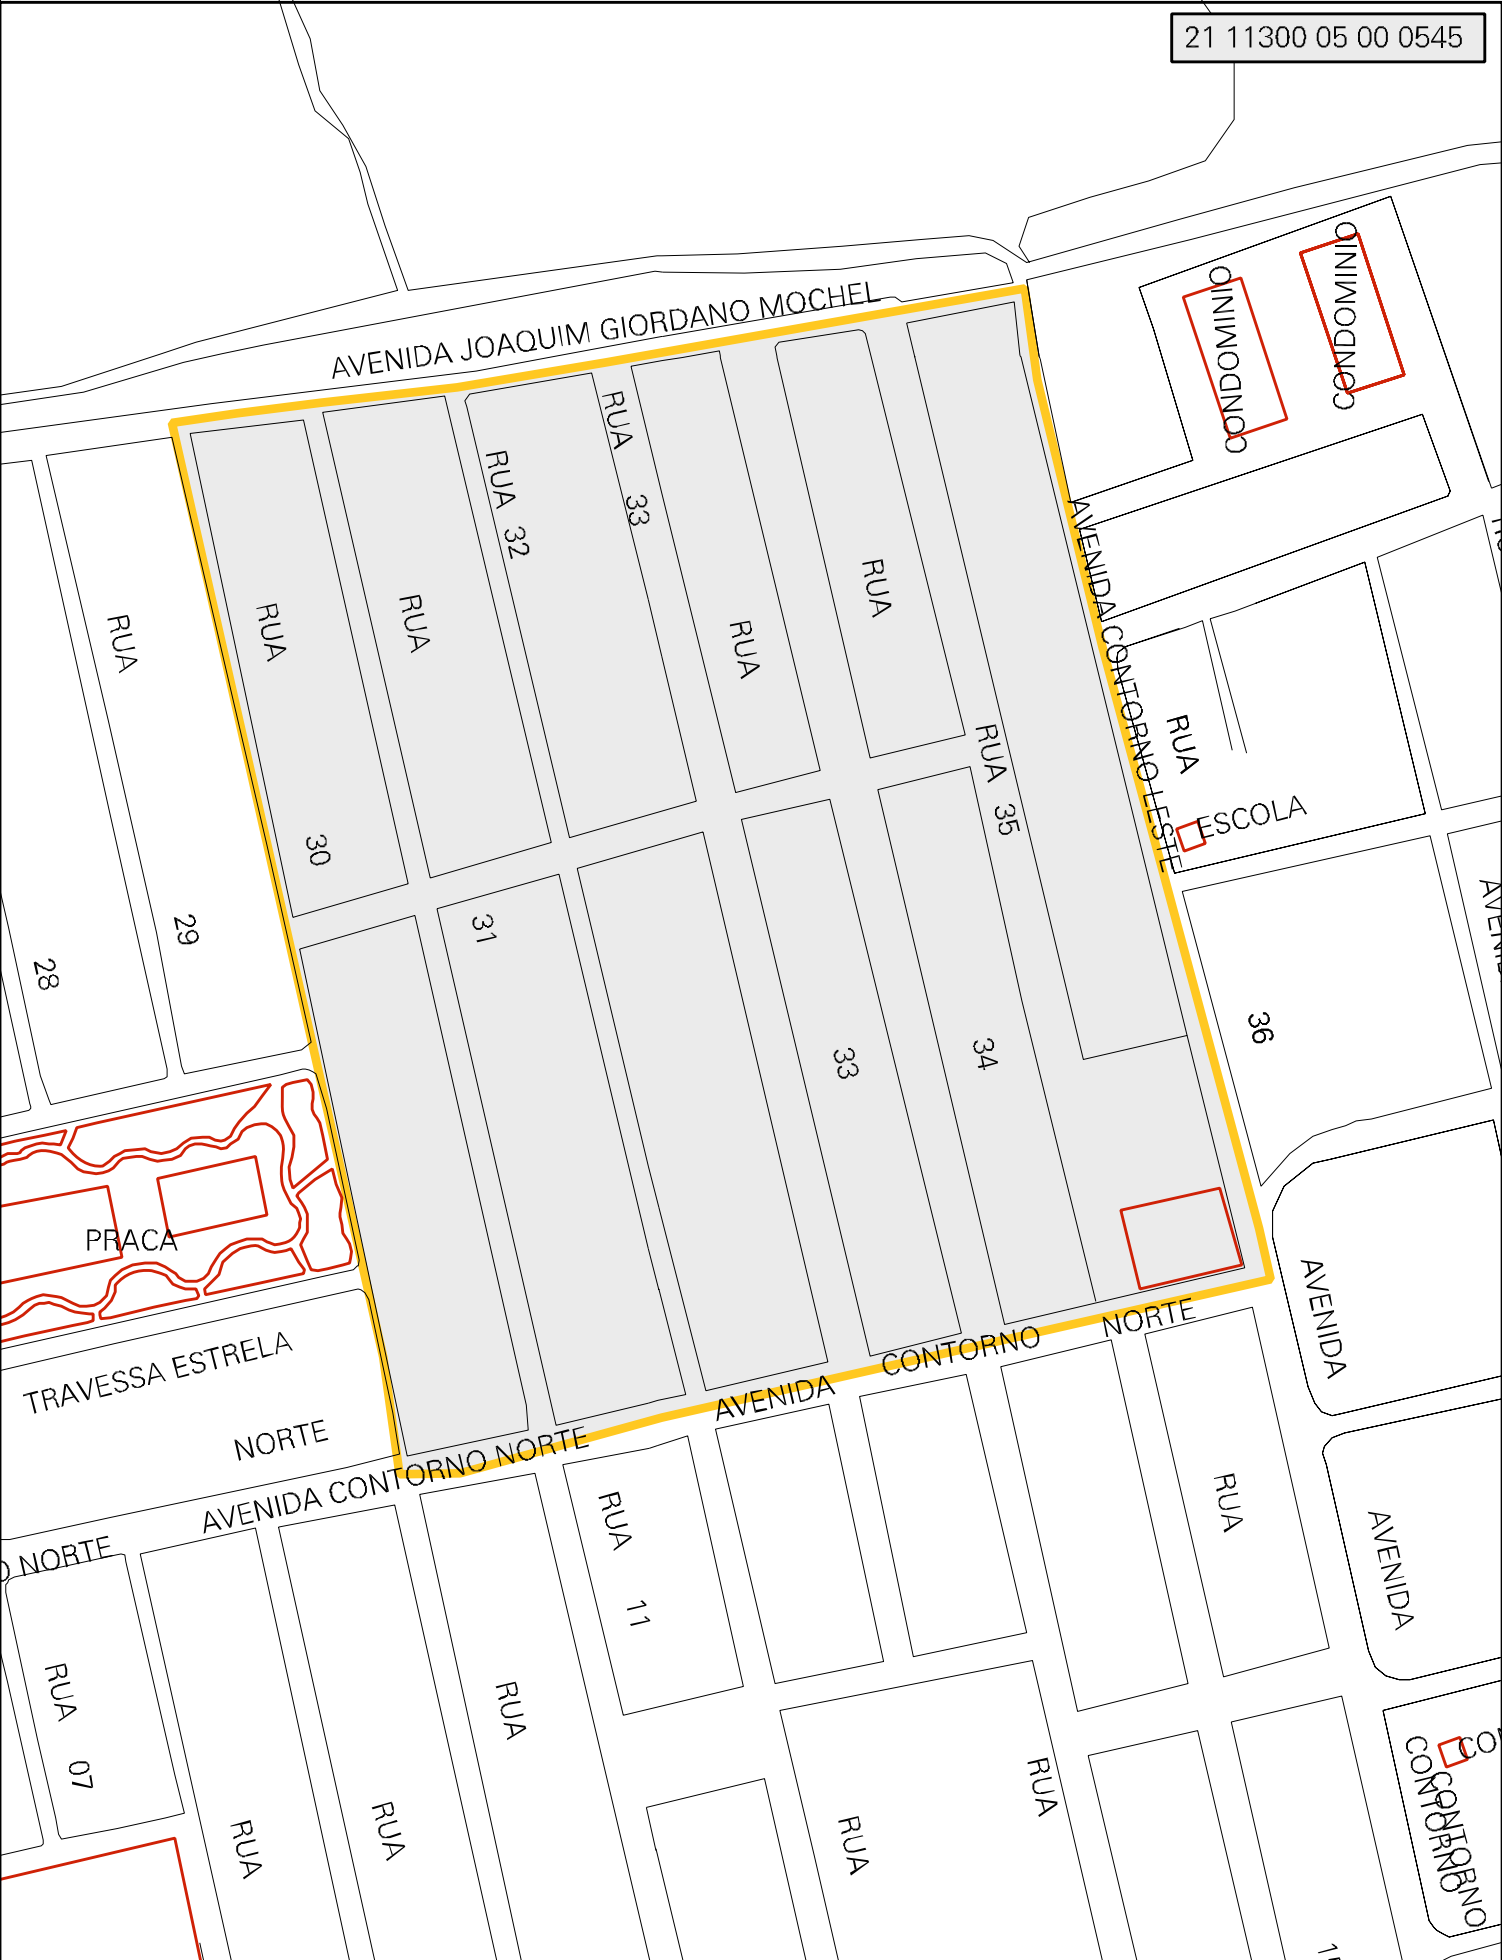 21 11300 05 00 0545
CONDOMINIO
CONDOMINIO
AVENIDA JOAQUIM GIORDANO MOCHEL
RUA 33
RUA 32
AVENIDA CONTORNO LESTE
RUA
RUA
RUA
RUA
RUA
RUA
RUA 35
ESCOLA
30
31
29
28
36
33
34
PRACA
TRAVESSA ESTRELA
NORTE
AVENIDA CONTORNO NORTE
AVENIDA CONTORNO NORTE
AVENIDA
NORTE
RUA 11
RUA
AVENIDA
RUA 07
RUA
RUA
RUA
RUA
RUA
CONTORNO
CONTORNO